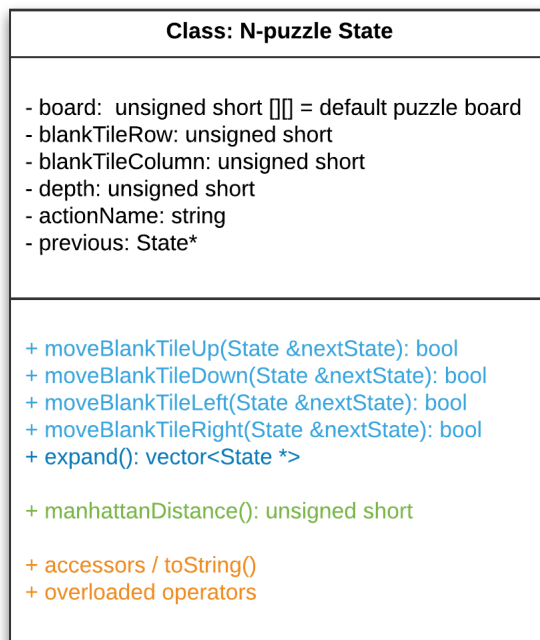 Class: N-puzzle State
- board:  unsigned short [][] = default puzzle board
- blankTileRow: unsigned short
- blankTileColumn: unsigned short
- depth: unsigned short
- actionName: string
- previous: State*
+ moveBlankTileUp(State &nextState): bool
+ moveBlankTileDown(State &nextState): bool
+ moveBlankTileLeft(State &nextState): bool
+ moveBlankTileRight(State &nextState): bool
+ expand(): vector<State *>
+ manhattanDistance(): unsigned short
+ accessors / toString()
+ overloaded operators